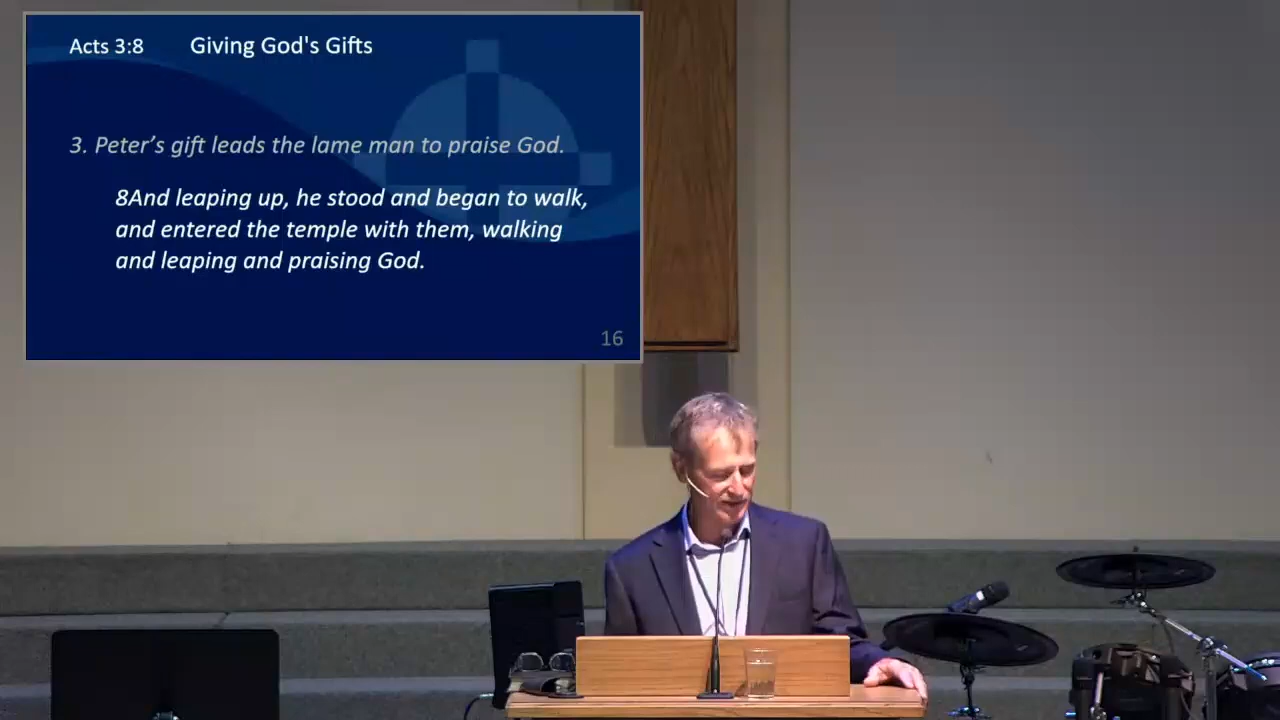 Acts 3:8 Giving God's Gifts
3. Peter’s gift leads the lame man to praise God.
8And leaping up, he stood and began to walk,
and entered the temple with them, walking
and leaping and praising God.
16